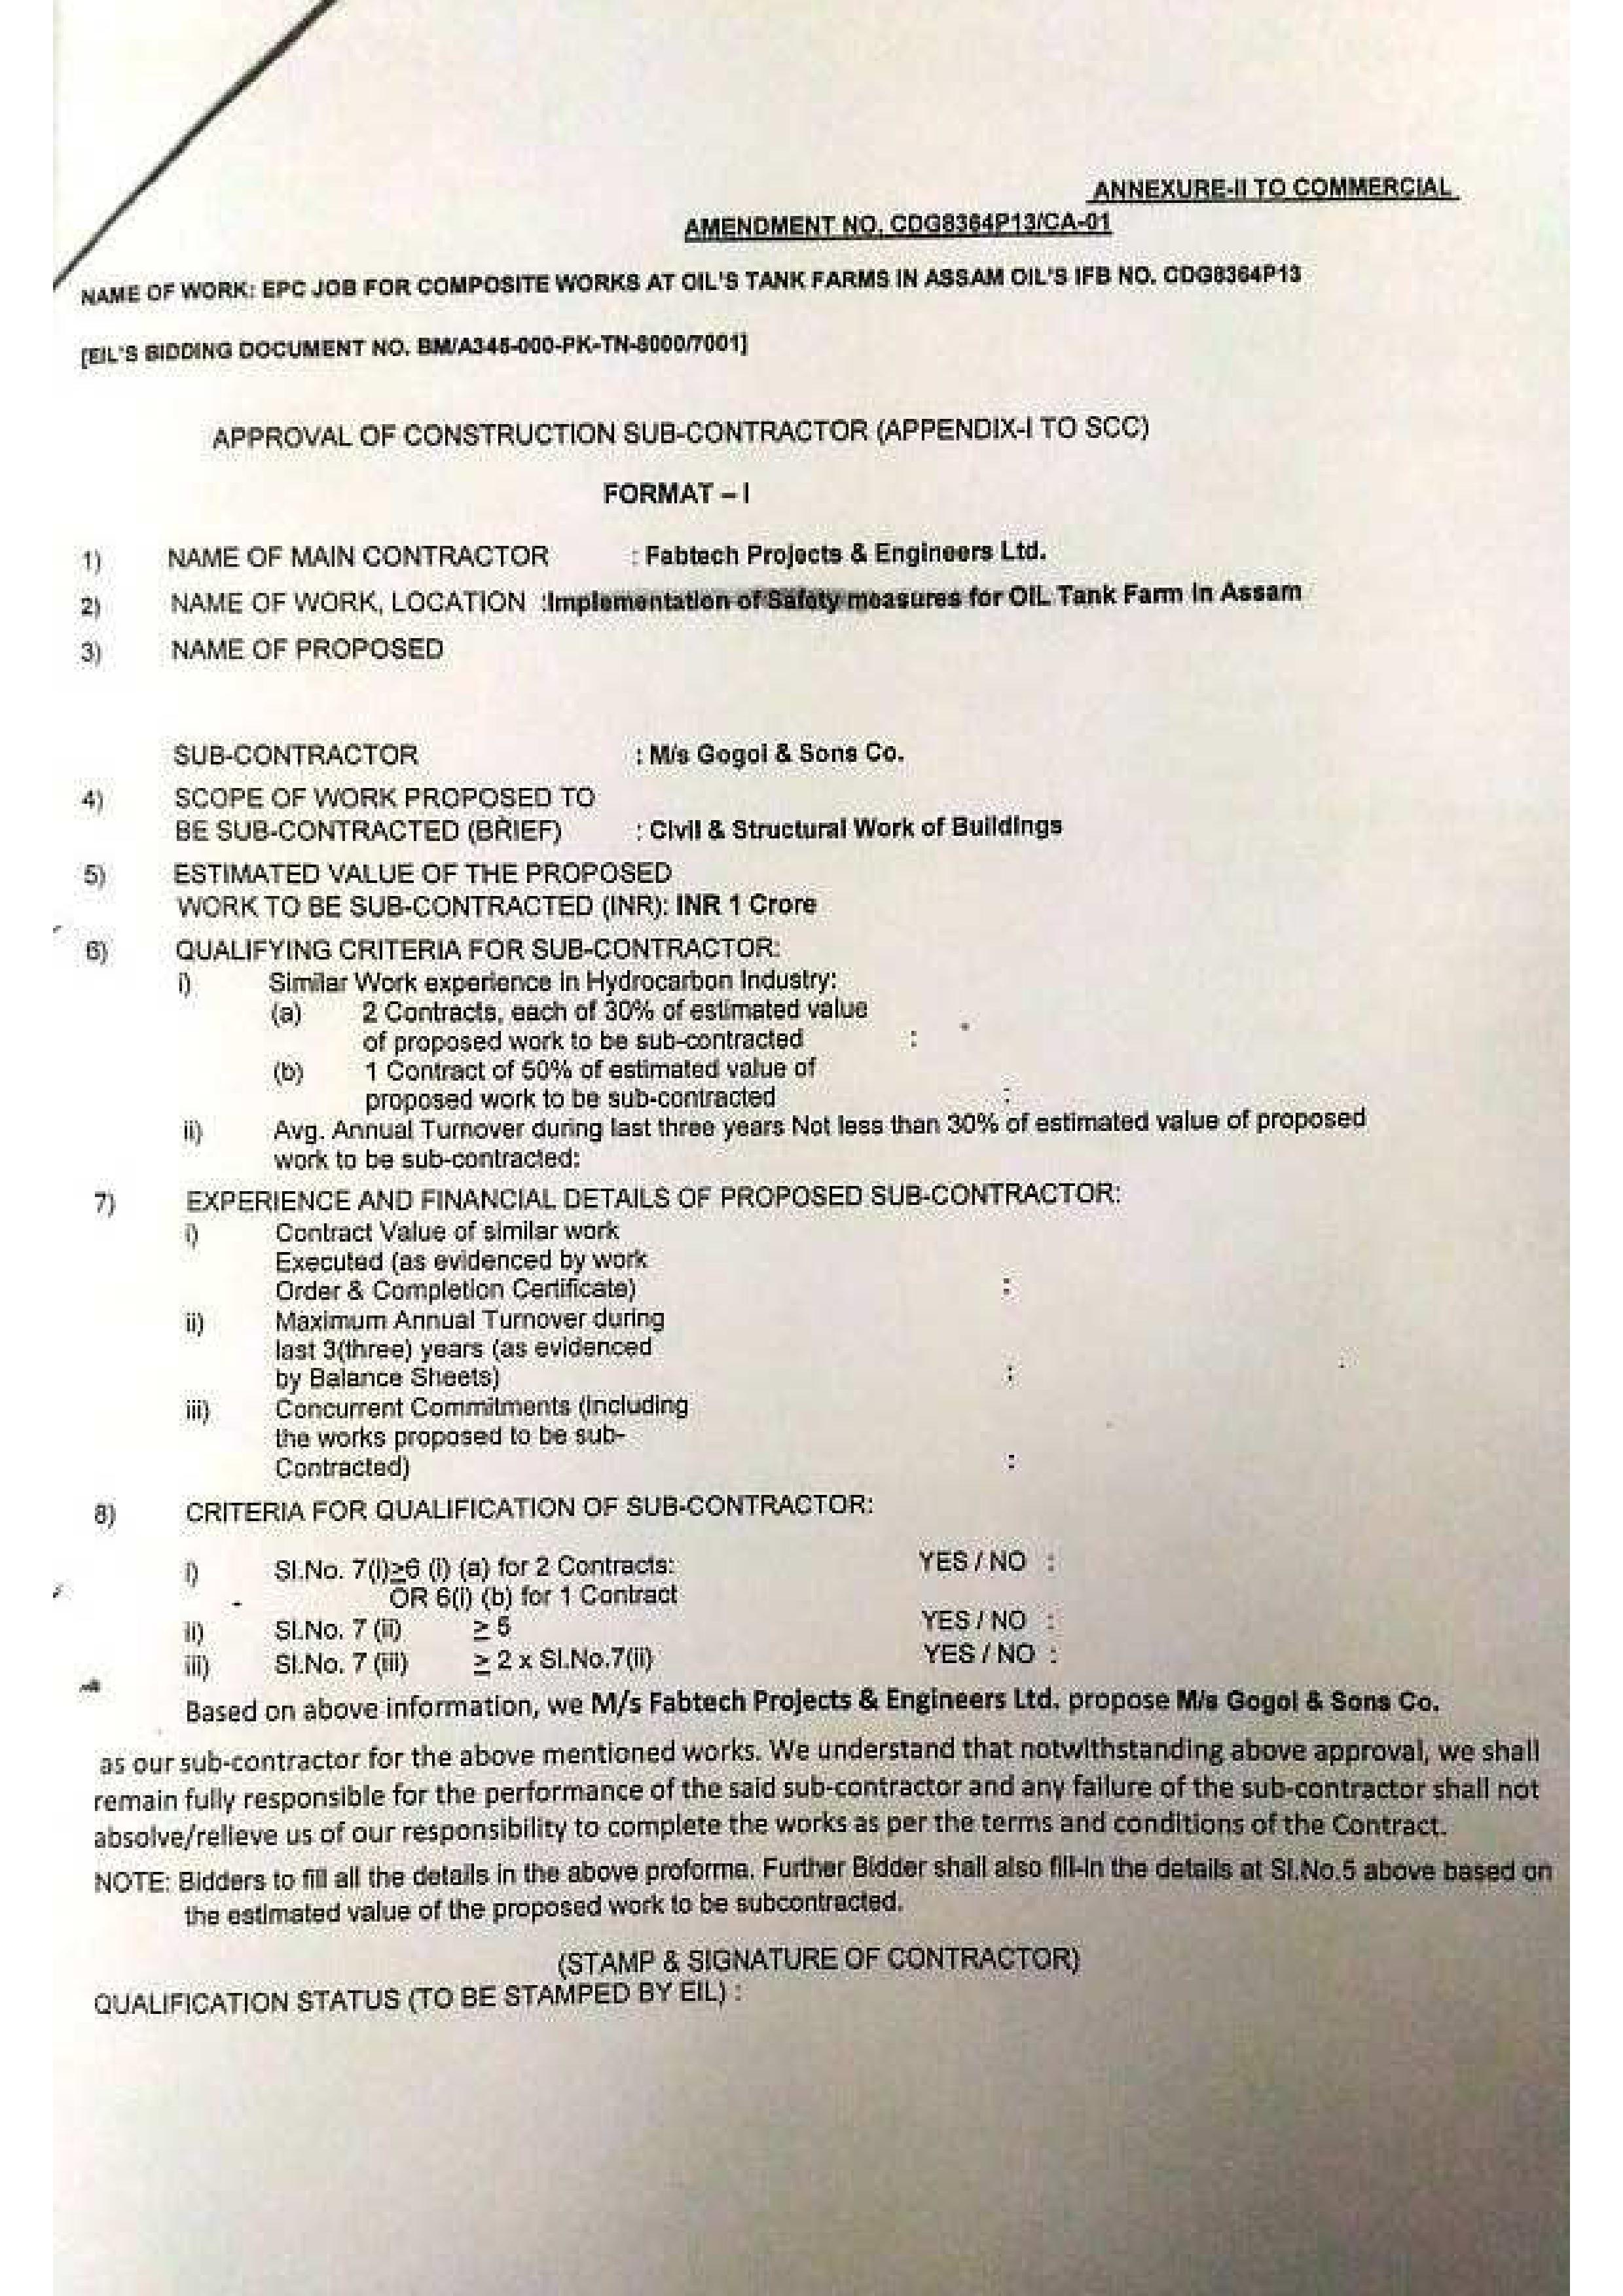 ANNEXURE-II TO COMMERCIAL
AMENDMENT NO. CDG8364P13/CA-01
NAME OF WORK: EPC JOB FOR COMPOSITE WORKS AT OIL'S TANK FARMS IN ASSAM OIL'S IFB NO. CDG8364P13
[EIL'S BIDDING DOCUMENT NO. BM/A345-000-PK-TN-8000/7001]
APPROVAL OF CONSTRUCTION SUB-CONTRACTOR (APPENDIX-I TO SCC)
FORMAT – I
1) NAME OF MAIN CONTRACTOR : Fabtech Projects & Engineers Ltd.
2) NAME OF WORK, LOCATION :Implementation of Safety measures for OIL Tank Farm in Assam
3) NAME OF PROPOSED
SUB-CONTRACTOR : M/s Gogoi & Sons Co.
4) SCOPE OF WORK PROPOSED TO
BE SUB-CONTRACTED (BRIEF) : Civil & Structural Work of Buildings
5) ESTIMATED VALUE OF THE PROPOSED
WORK TO BE SUB-CONTRACTED (INR): INR 1 Crore
6) QUALIFYING CRITERIA FOR SUB-CONTRACTOR:
i) Similar Work experience in Hydrocarbon Industry:
(a) 2 Contracts, each of 30% of estimated value
of proposed work to be sub-contracted :
(b) 1 Contract of 50% of estimated value of
proposed work to be sub-contracted :
ii) Avg. Annual Turnover during last three years Not less than 30% of estimated value of proposed
work to be sub-contracted:
7) EXPERIENCE AND FINANCIAL DETAILS OF PROPOSED SUB-CONTRACTOR:
i) Contract Value of similar work
Executed (as evidenced by work
Order & Completion Certificate) :
ii) Maximum Annual Turnover during
last 3(three) years (as evidenced
by Balance Sheets) :
iii) Concurrent Commitments (Including
the works proposed to be sub-
Contracted) :
8) CRITERIA FOR QUALIFICATION OF SUB-CONTRACTOR:
i) Sl.No. 7(i)≥6 (i) (a) for 2 Contracts: YES / NO :
OR 6(i) (b) for 1 Contract
ii) Sl.No. 7 (ii) ≥ 5 YES / NO :
iii) Sl.No. 7 (iii) ≥ 2 x Sl.No.7(ii) YES / NO :
Based on above information, we M/s Fabtech Projects & Engineers Ltd. propose M/s Gogoi & Sons Co.
as our sub-contractor for the above mentioned works. We understand that notwithstanding above approval, we shall
remain fully responsible for the performance of the said sub-contractor and any failure of the sub-contractor shall not
absolve/relieve us of our responsibility to complete the works as per the terms and conditions of the Contract.
NOTE: Bidders to fill all the details in the above proforma. Further Bidder shall also fill-in the details at Sl.No.5 above based on
the estimated value of the proposed work to be subcontracted.
(STAMP & SIGNATURE OF CONTRACTOR)
QUALIFICATION STATUS (TO BE STAMPED BY EIL) :